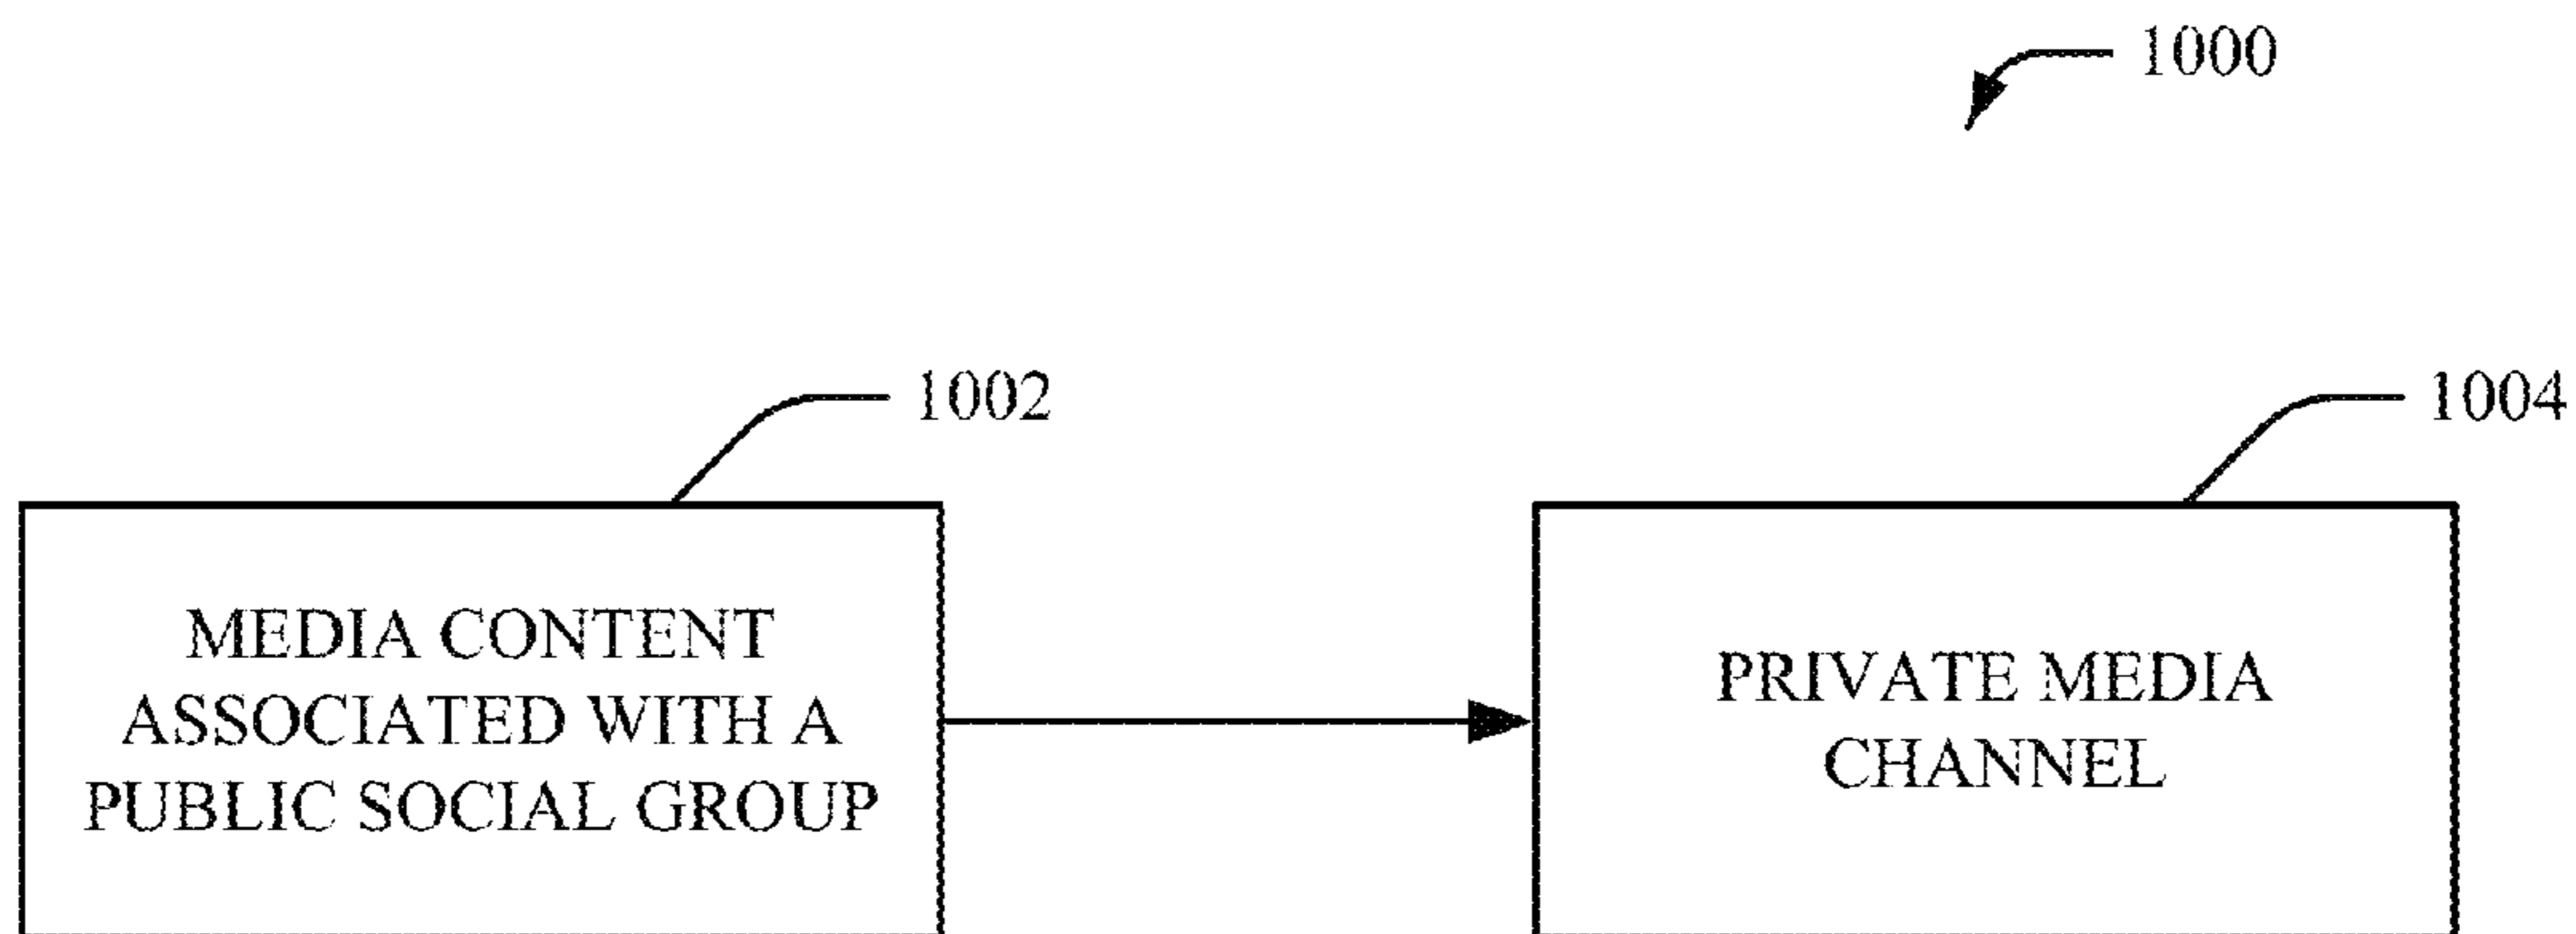 1000
1002
1004
MEDIA CONTENT
ASSOCIATED WITH A
PUBLIC SOCIAL GROUP
PRIVATE MEDIA
CHANNEL